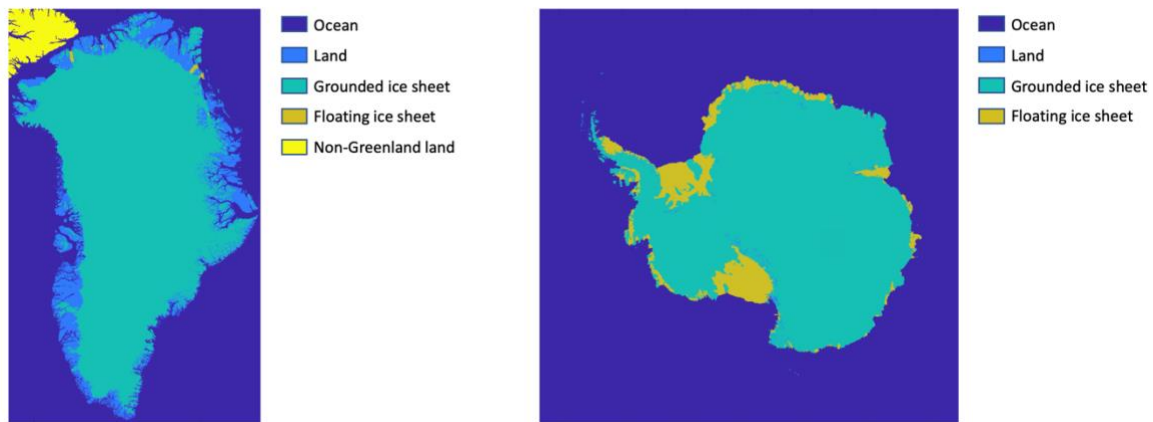 Ocean
Land
Grounded ice sheet
Floating ice sheet
Non-Greenland land
Ocean
Land
Grounded ice sheet
Floating ice sheet